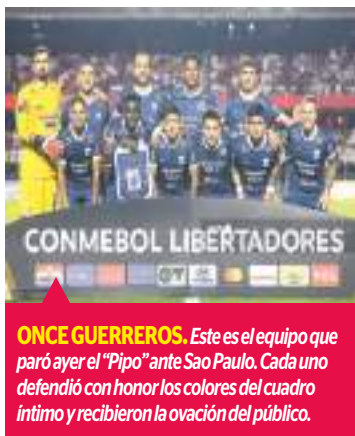 CONMEBOL LIBERTADORES
ONCE GUERREROS. Este es el equipo que
paró ayer el “Pipo” ante Sao Paulo. Cada uno
defendió con honor los colores del cuadro
íntimo y recibieron la ovación del público.